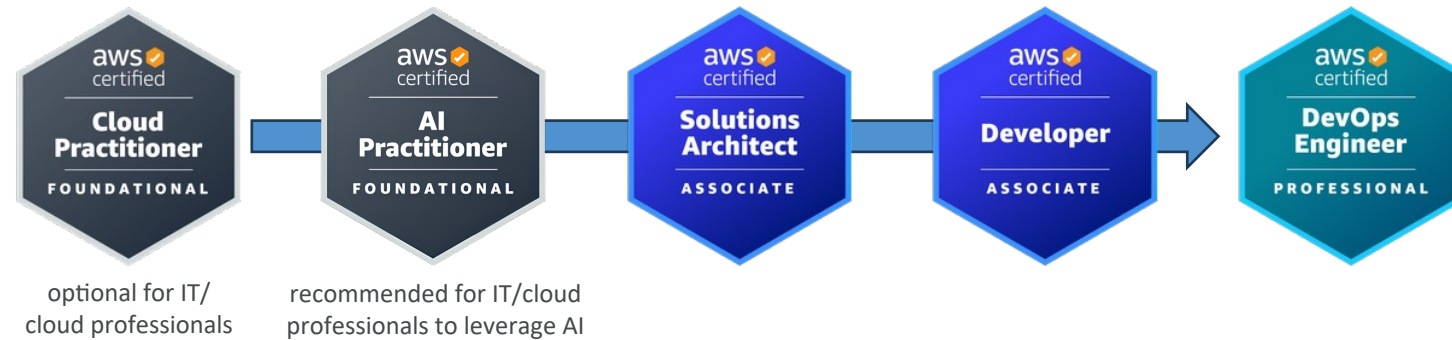 aws
certified
Cloud
Practitioner
FOUNDATIONAL
aws
certified
AI
Practitioner
FOUNDATIONAL
aws
certified
Solutions
Architect
ASSOCIATE
aws
certified
Developer
ASSOCIATE
aws
certified
DevOps
Engineer
PROFESSIONAL
optional for IT/
cloud professionals
recommended for IT/cloud
professionals to leverage AI